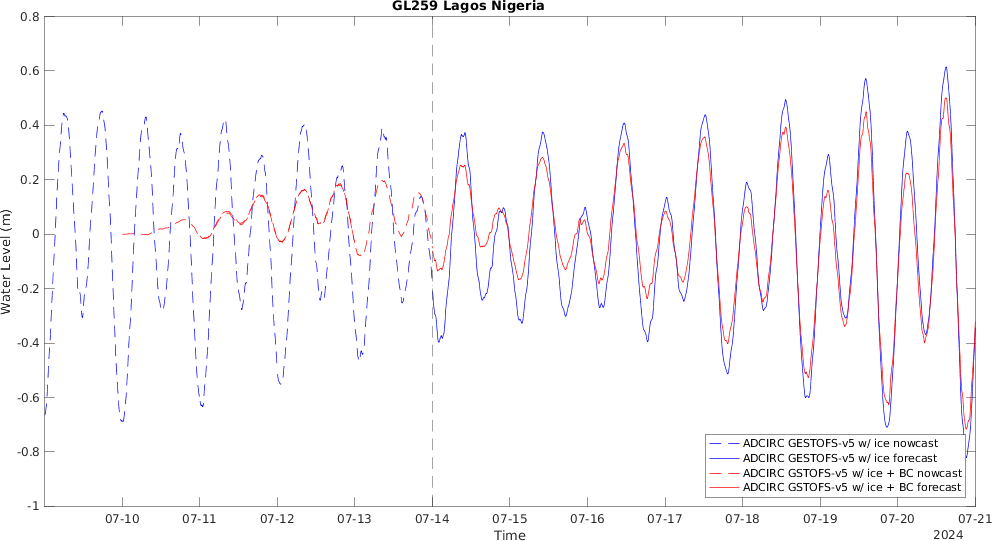 GL259 Lagos Nigeria
0.8
0.6
0.4
0.2
0
-0.2
-0.4
-0.6
-0.8
-1
Water Level (m)
ADCIRC GESTOFS-v5 w/ ice nowcast
ADCIRC GESTOFS-v5 w/ ice forecast
ADCIRC GSTOFS-v5 w/ ice + BC nowcast
ADCIRC GSTOFS-v5 w/ ice + BC forecast
07-10 07-11 07-12 07-13 07-14 07-15 07-16 07-17 07-18 07-19 07-20 07-21
Time
2024